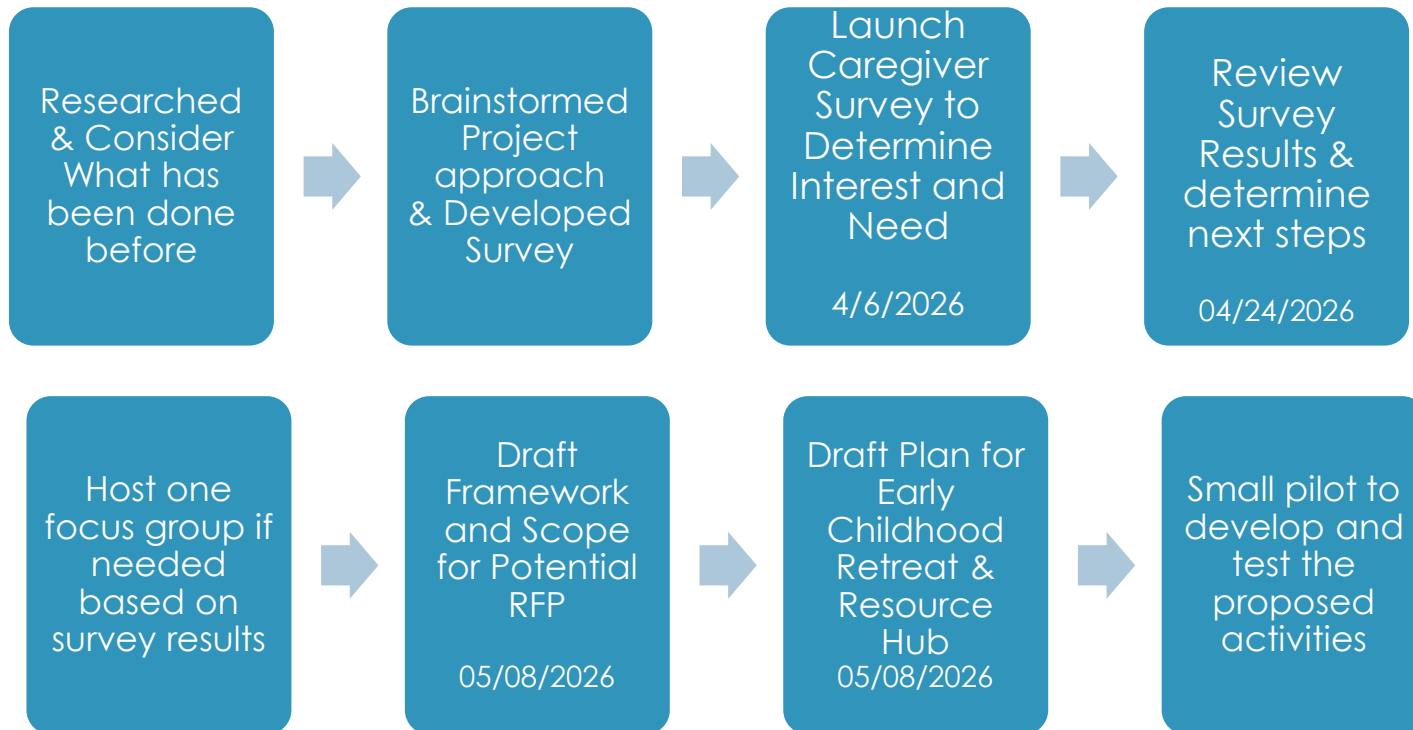 Researched
& Consider
What has
been done
before
Brainstormed
Project
approach
& Developed
Survey
Launch
Caregiver
Survey to
Determine
Interest and
Need
4/6/2026
Review
Survey
Results &
determine
next steps
04/24/2026
Host one
focus group if
needed
based on
survey results
Draft
Framework
and Scope
for Potential
RFP
05/08/2026
Draft Plan for
Early
Childhood
Retreat &
Resource
Hub
05/08/2026
Small pilot to
develop and
test the
proposed
activities